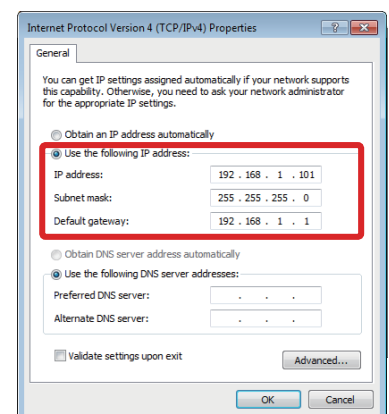 Internet Protocol Version 4 (TCP/IPv4) Properties
General
You can get IP settings assigned automatically if your network supports
this capability. Otherwise, you need to ask your network administrator
for the appropriate IP settings.
Obtain an IP address automatically
Use the following IP address:
IP address: 192 . 168 . 1 . 101
Subnet mask: 255 . 255 . 255 . 0
Default gateway: 192 . 168 . 1 . 1
Obtain DNS server address automatically
Use the following DNS server addresses:
Preferred DNS server: . . .
Alternate DNS server: . . .
Validate settings upon exit
Advanced...
OK Cancel